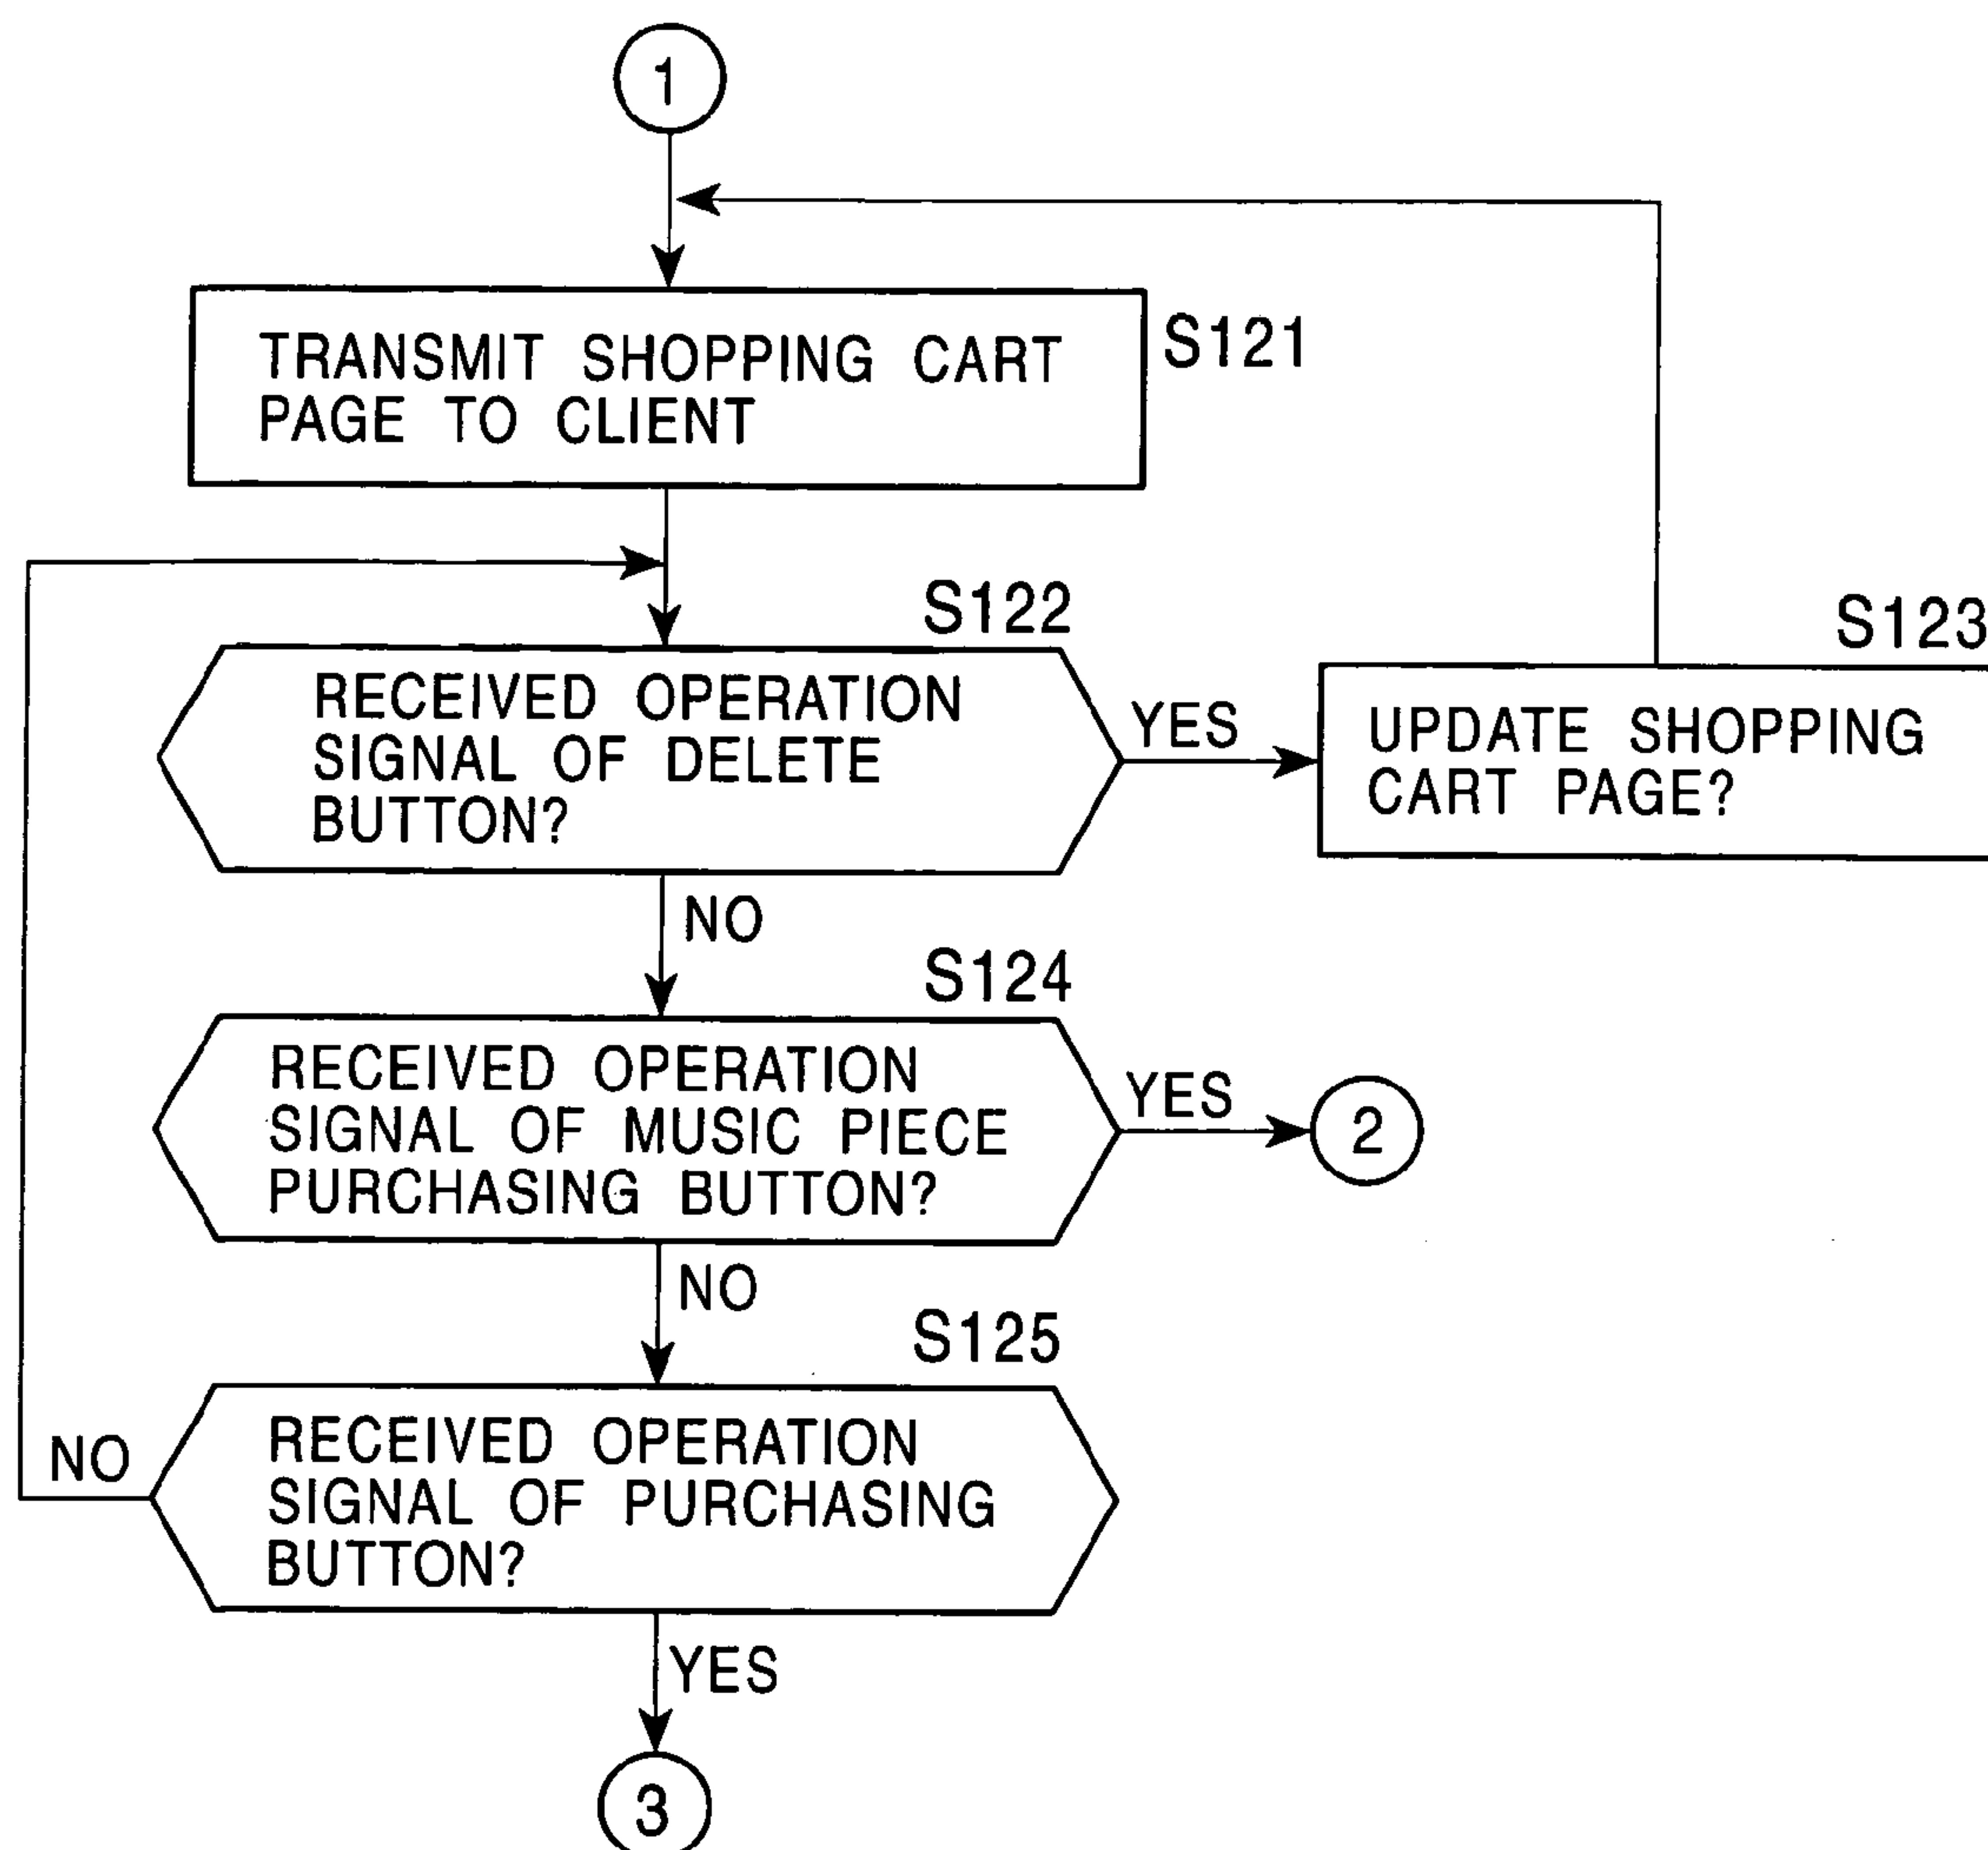 1
TRANSMIT SHOPPING CART
PAGE TO CLIENT
S121
S122
RECEIVED OPERATION
SIGNAL OF DELETE
BUTTON?
YES
S123
UPDATE SHOPPING
CART PAGE?
NO
S124
RECEIVED OPERATION
SIGNAL OF MUSIC PIECE
PURCHASING BUTTON?
YES
2
NO
S125
RECEIVED OPERATION
SIGNAL OF PURCHASING
BUTTON?
NO
YES
3